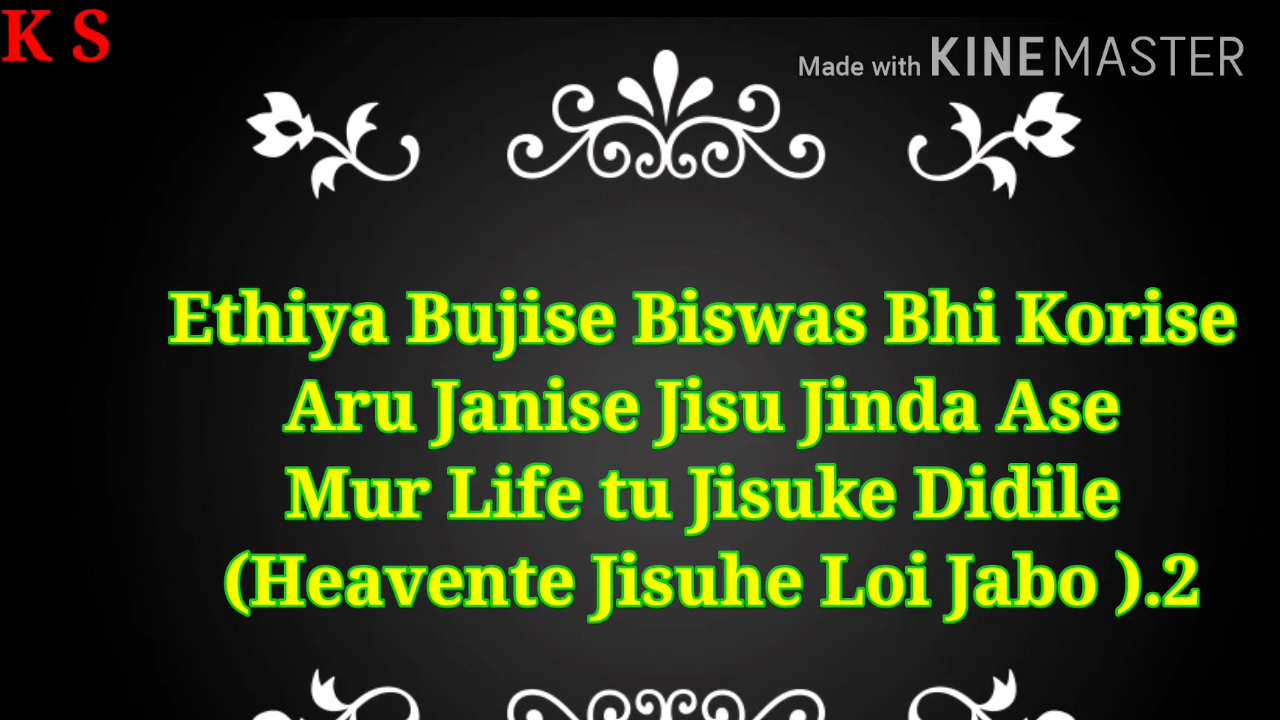 K S
Made with KINEMASTER
Ethiya Bujise Biswas Bhi Korise
Aru Janise Jisu Jinda Ase
Mur Life tu Jisuke Didile
(Heavente Jisuhe Loi Jabo ).2